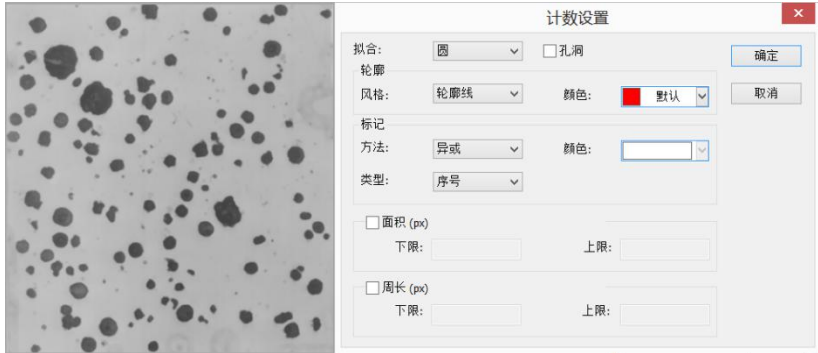 计数设置
拟合: 圆 孔洞 确定
轮廓
风格: 轮廓线 颜色: 默认 取消
标记
方法: 异或 颜色:
类型: 序号
面积 (px)
下限: 上限:
周长 (px)
下限: 上限: